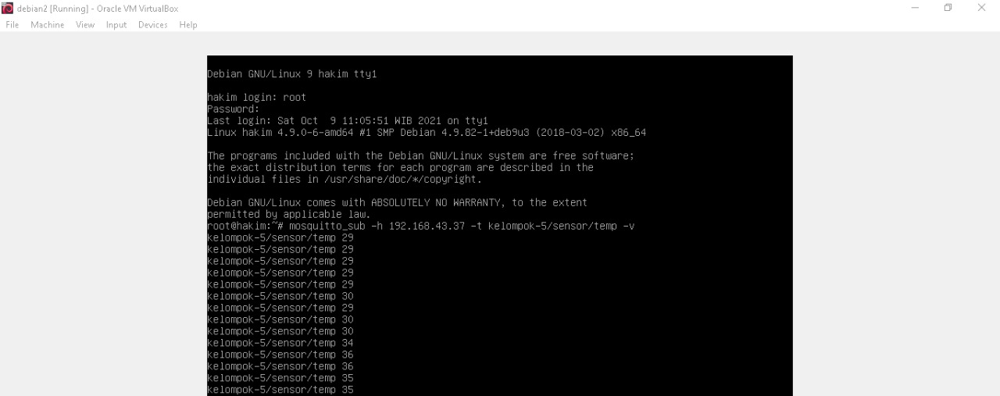 debian2 [Running] - Oracle VM VirtualBox
File Machine View Input Devices Help
Debian GNU/Linux 9 hakim tty1
hakim login: root
Password:
Last login: Sat Oct  9 11:05:51 WIB 2021 on tty1
Linux hakim 4.9.0-6-amd64 #1 SMP Debian 4.9.82-1+deb9u3 (2018-03-02) x86_64
The programs included with the Debian GNU/Linux system are free software;
the exact distribution terms for each program are described in the
individual files in /usr/share/doc/*/copyright.
Debian GNU/Linux comes with ABSOLUTELY NO WARRANTY, to the extent
permitted by applicable law.
root@hakim:~# mosquitto_sub -h 192.168.43.37 -t kelompok-5/sensor/temp -v
kelompok-5/sensor/temp 29
kelompok-5/sensor/temp 29
kelompok-5/sensor/temp 29
kelompok-5/sensor/temp 29
kelompok-5/sensor/temp 29
kelompok-5/sensor/temp 30
kelompok-5/sensor/temp 29
kelompok-5/sensor/temp 30
kelompok-5/sensor/temp 30
kelompok-5/sensor/temp 34
kelompok-5/sensor/temp 36
kelompok-5/sensor/temp 36
kelompok-5/sensor/temp 35
kelompok-5/sensor/temp 35